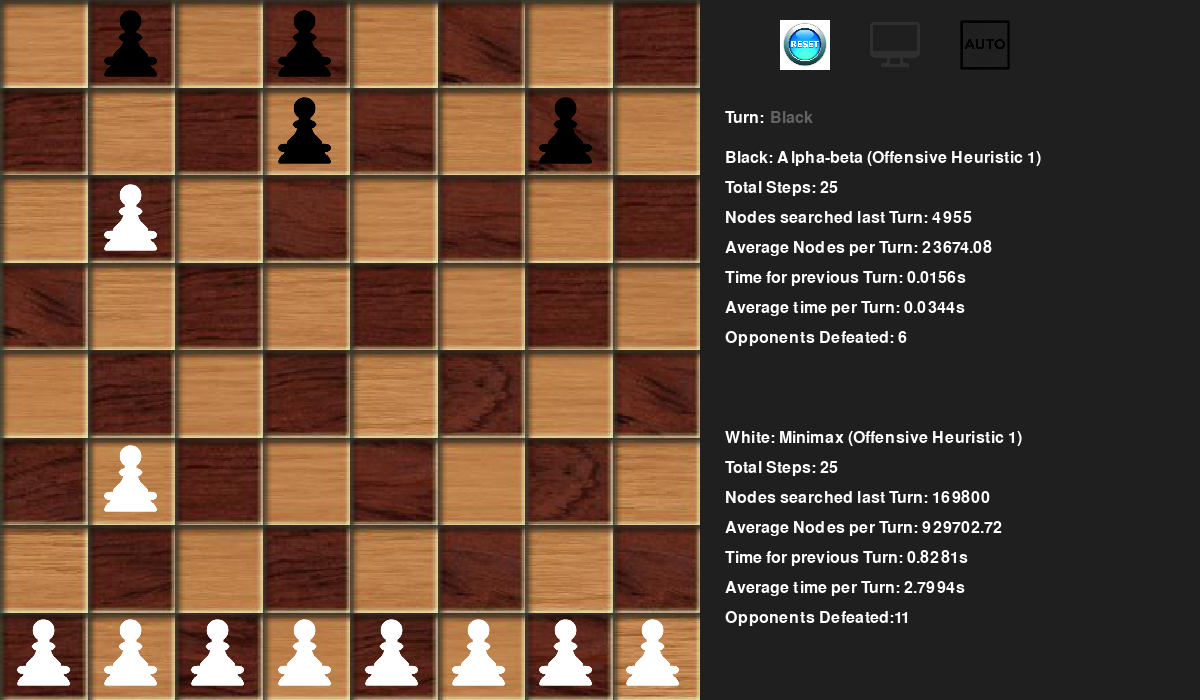 RESET
AUTO
Turn: Black
Black: Alpha-beta (Offensive Heuristic 1)
Total Steps: 25
Nodes searched last Turn: 4955
Average Nodes per Turn: 23674.08
Time for previous Turn: 0.0156s
Average time per Turn: 0.0344s
Opponents Defeated: 6
White: Minimax (Offensive Heuristic 1)
Total Steps: 25
Nodes searched last Turn: 169800
Average Nodes per Turn: 929702.72
Time for previous Turn: 0.8281s
Average time per Turn: 2.7994s
Opponents Defeated:11